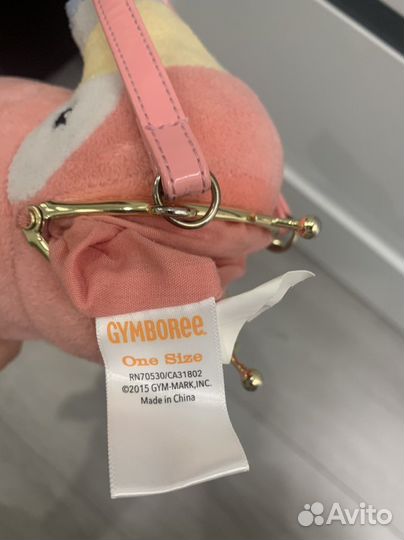 GYMBOREE
One Size
RN70530/CA31802
©2015 GYM-MARK,INC.
Made in China
Avito